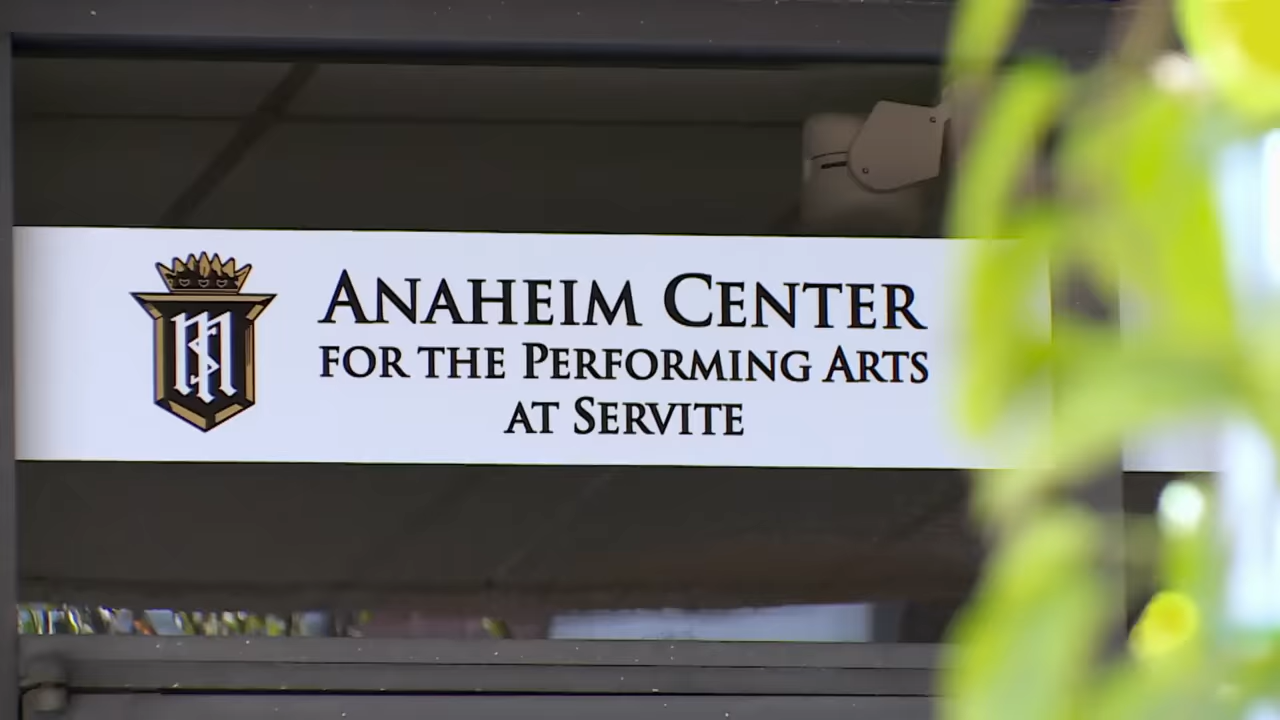 ANAHEIM CENTER
FOR THE PERFORMING ARTS
AT SERVITE